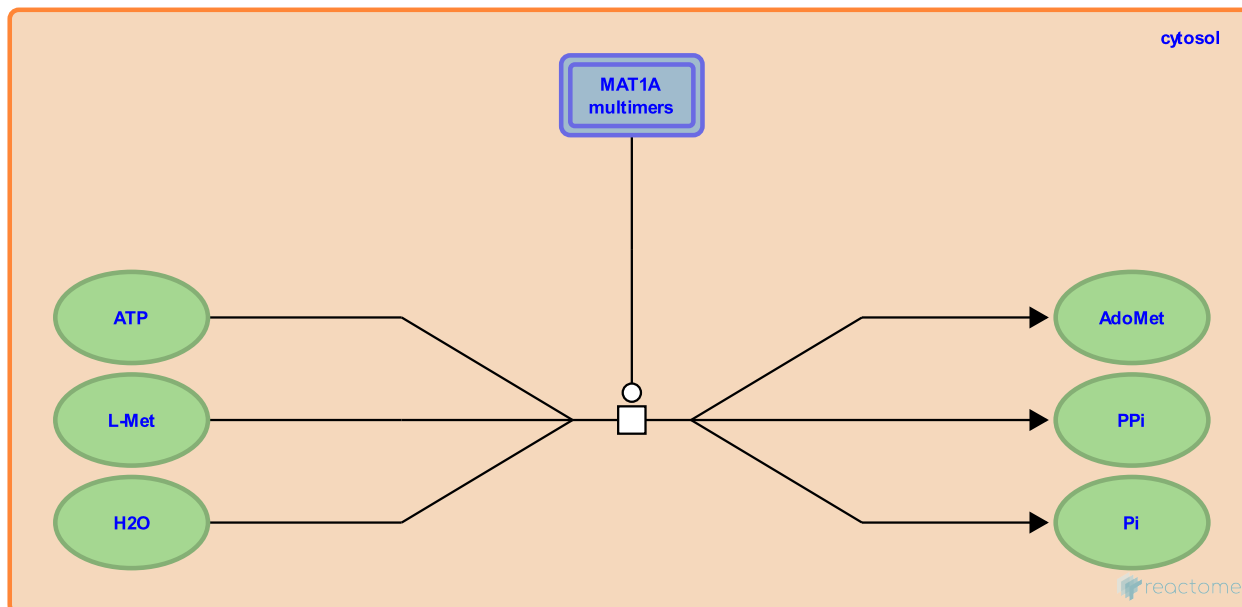 cytosol
MAT1A
multimers
ATP
AdoMet
L-Met
PPi
H2O
Pi
reactome